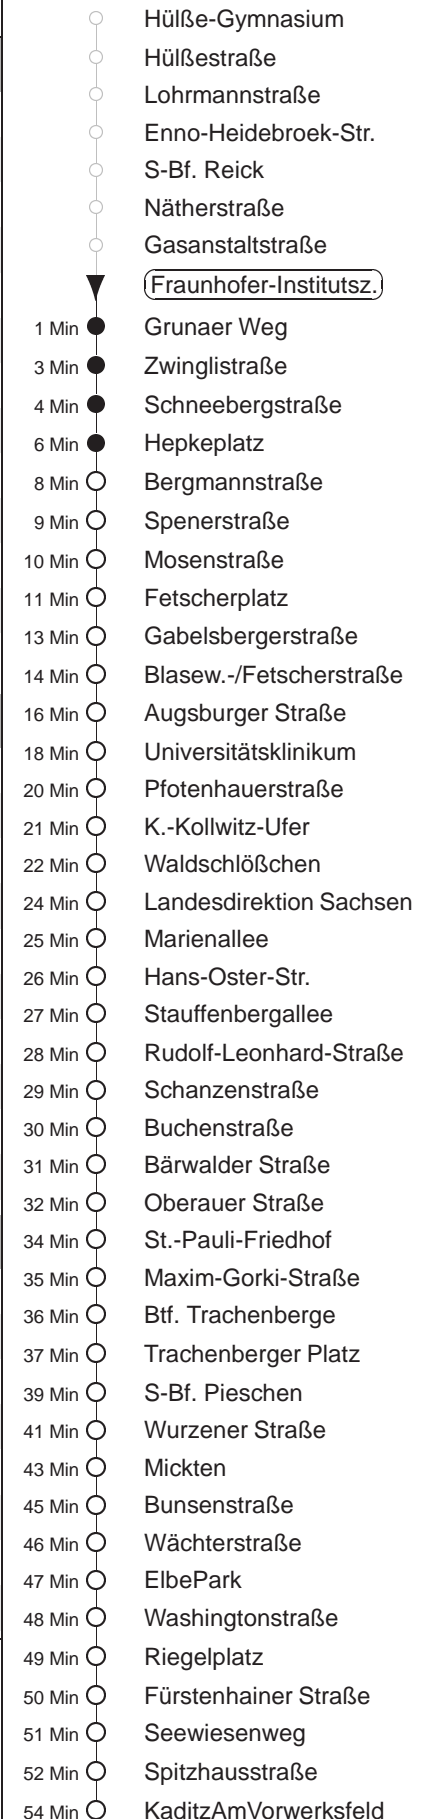 Hülße-Gymnasium
Hülßestraße
Lohrmannstraße
Enno-Heidebroek-Str.
S-Bf. Reick
Nätherstraße
Gasanstaltstraße
Fraunhofer-Institutsz.
1 Min Grunaer Weg
3 Min Zwinglistraße
4 Min Schneebergstraße
6 Min Hepkeplatz
8 Min Bergmannstraße
9 Min Spenerstraße
10 Min Mosenstraße
11 Min Fetscherplatz
13 Min Gabelsbergerstraße
14 Min Blasew.-/Fetscherstraße
16 Min Augsburger Straße
18 Min Universitätsklinikum
20 Min Pfotenhauerstraße
21 Min K.-Kollwitz-Ufer
22 Min Waldschlößchen
24 Min Landesdirektion Sachsen
25 Min Marienallee
26 Min Hans-Oster-Str.
27 Min Stauffenbergallee
28 Min Rudolf-Leonhard-Straße
29 Min Schanzenstraße
30 Min Buchenstraße
31 Min Bärwalder Straße
32 Min Oberauer Straße
34 Min St.-Pauli-Friedhof
35 Min Maxim-Gorki-Straße
36 Min Btf. Trachenberge
37 Min Trachenberger Platz
39 Min S-Bf. Pieschen
41 Min Wurzener Straße
43 Min Mickten
45 Min Bunsenstraße
46 Min Wächterstraße
47 Min ElbePark
48 Min Washingtonstraße
49 Min Riegelplatz
50 Min Fürstenhainer Straße
51 Min Seewiesenweg
52 Min Spitzhausstraße
54 Min KaditzAmVorwerksfeld